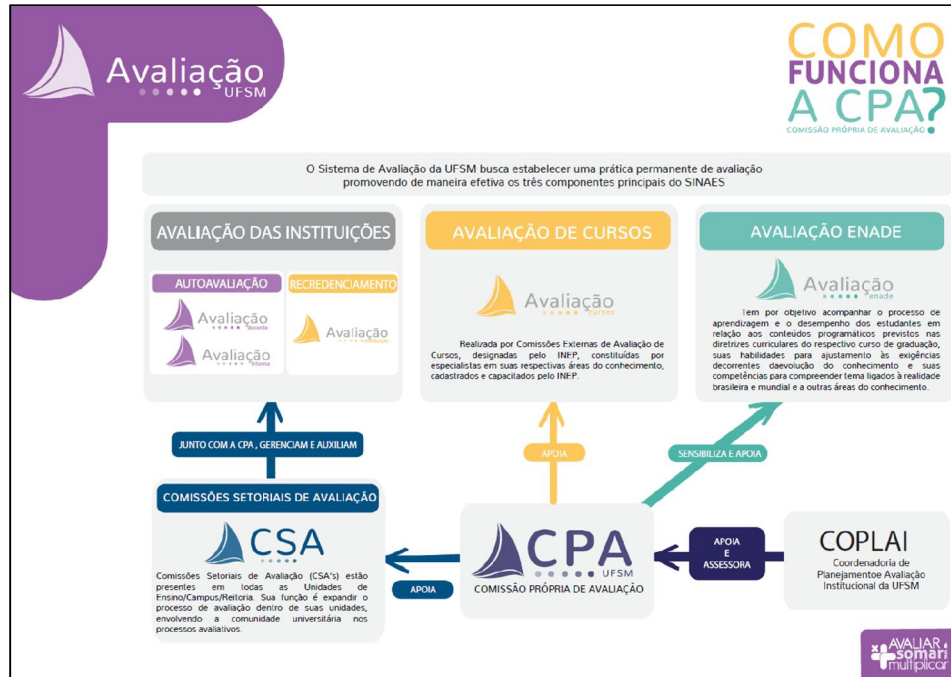 Avaliação
UFSM
COMO
FUNCIONA
A CPA?
COMISSÃO PRÓPRIA DE AVALIAÇÃO
O Sistema de Avaliação da UFSM busca estabelecer uma prática permanente de avaliação
promovendo de maneira efetiva os três componentes principais do SINAES
AVALIAÇÃO DAS INSTITUIÇÕES
AUTOAVALIAÇÃO
Avaliação
docente
Avaliação
interna
RECREDENCIAMENTO
Avaliação
AVALIAÇÃO DE CURSOS
Avaliação
cursos
Realizada por Comissões Externas de Avaliação de
Cursos, designadas pelo INEP, constituídas por
especialistas em suas respectivas áreas do conhecimento,
cadastrados e capacitados pelo INEP.
AVALIAÇÃO ENADE
Avaliação
enade
Tem por objetivo acompanhar o processo de
aprendizagem e o desempenho dos estudantes em
relação aos conteúdos programáticos previstos nas
diretrizes curriculares do respectivo curso de graduação,
suas habilidades para ajustamento às exigências
decorrentes daevolução do conhecimento e suas
competências para compreender tema ligados à realidade
brasileira e mundial e a outras áreas do conhecimento.
JUNTO COM A CPA , GERENCIAM E AUXILIAM
APOIA
SENSIBILIZA E APOIA
COMISSÕES SETORIAIS DE AVALIAÇÃO
CSA
Comissões Setoriais de Avaliação (CSA's) estão
presentes em todas as Unidades de
Ensino/Campus/Reitoria. Sua função é expandir o
processo de avaliação dentro de suas unidades,
envolvendo a comunidade universitária nos
processos avaliativos.
APOIA
CPA
UFSM
COMISSÃO PRÓPRIA DE AVALIAÇÃO
APOIA
E
ASSESSORA
COPLAI
Coordenadoria de
Planejamentoe Avaliação
Institucional da UFSM
AVALIAR
somar
multiplicar